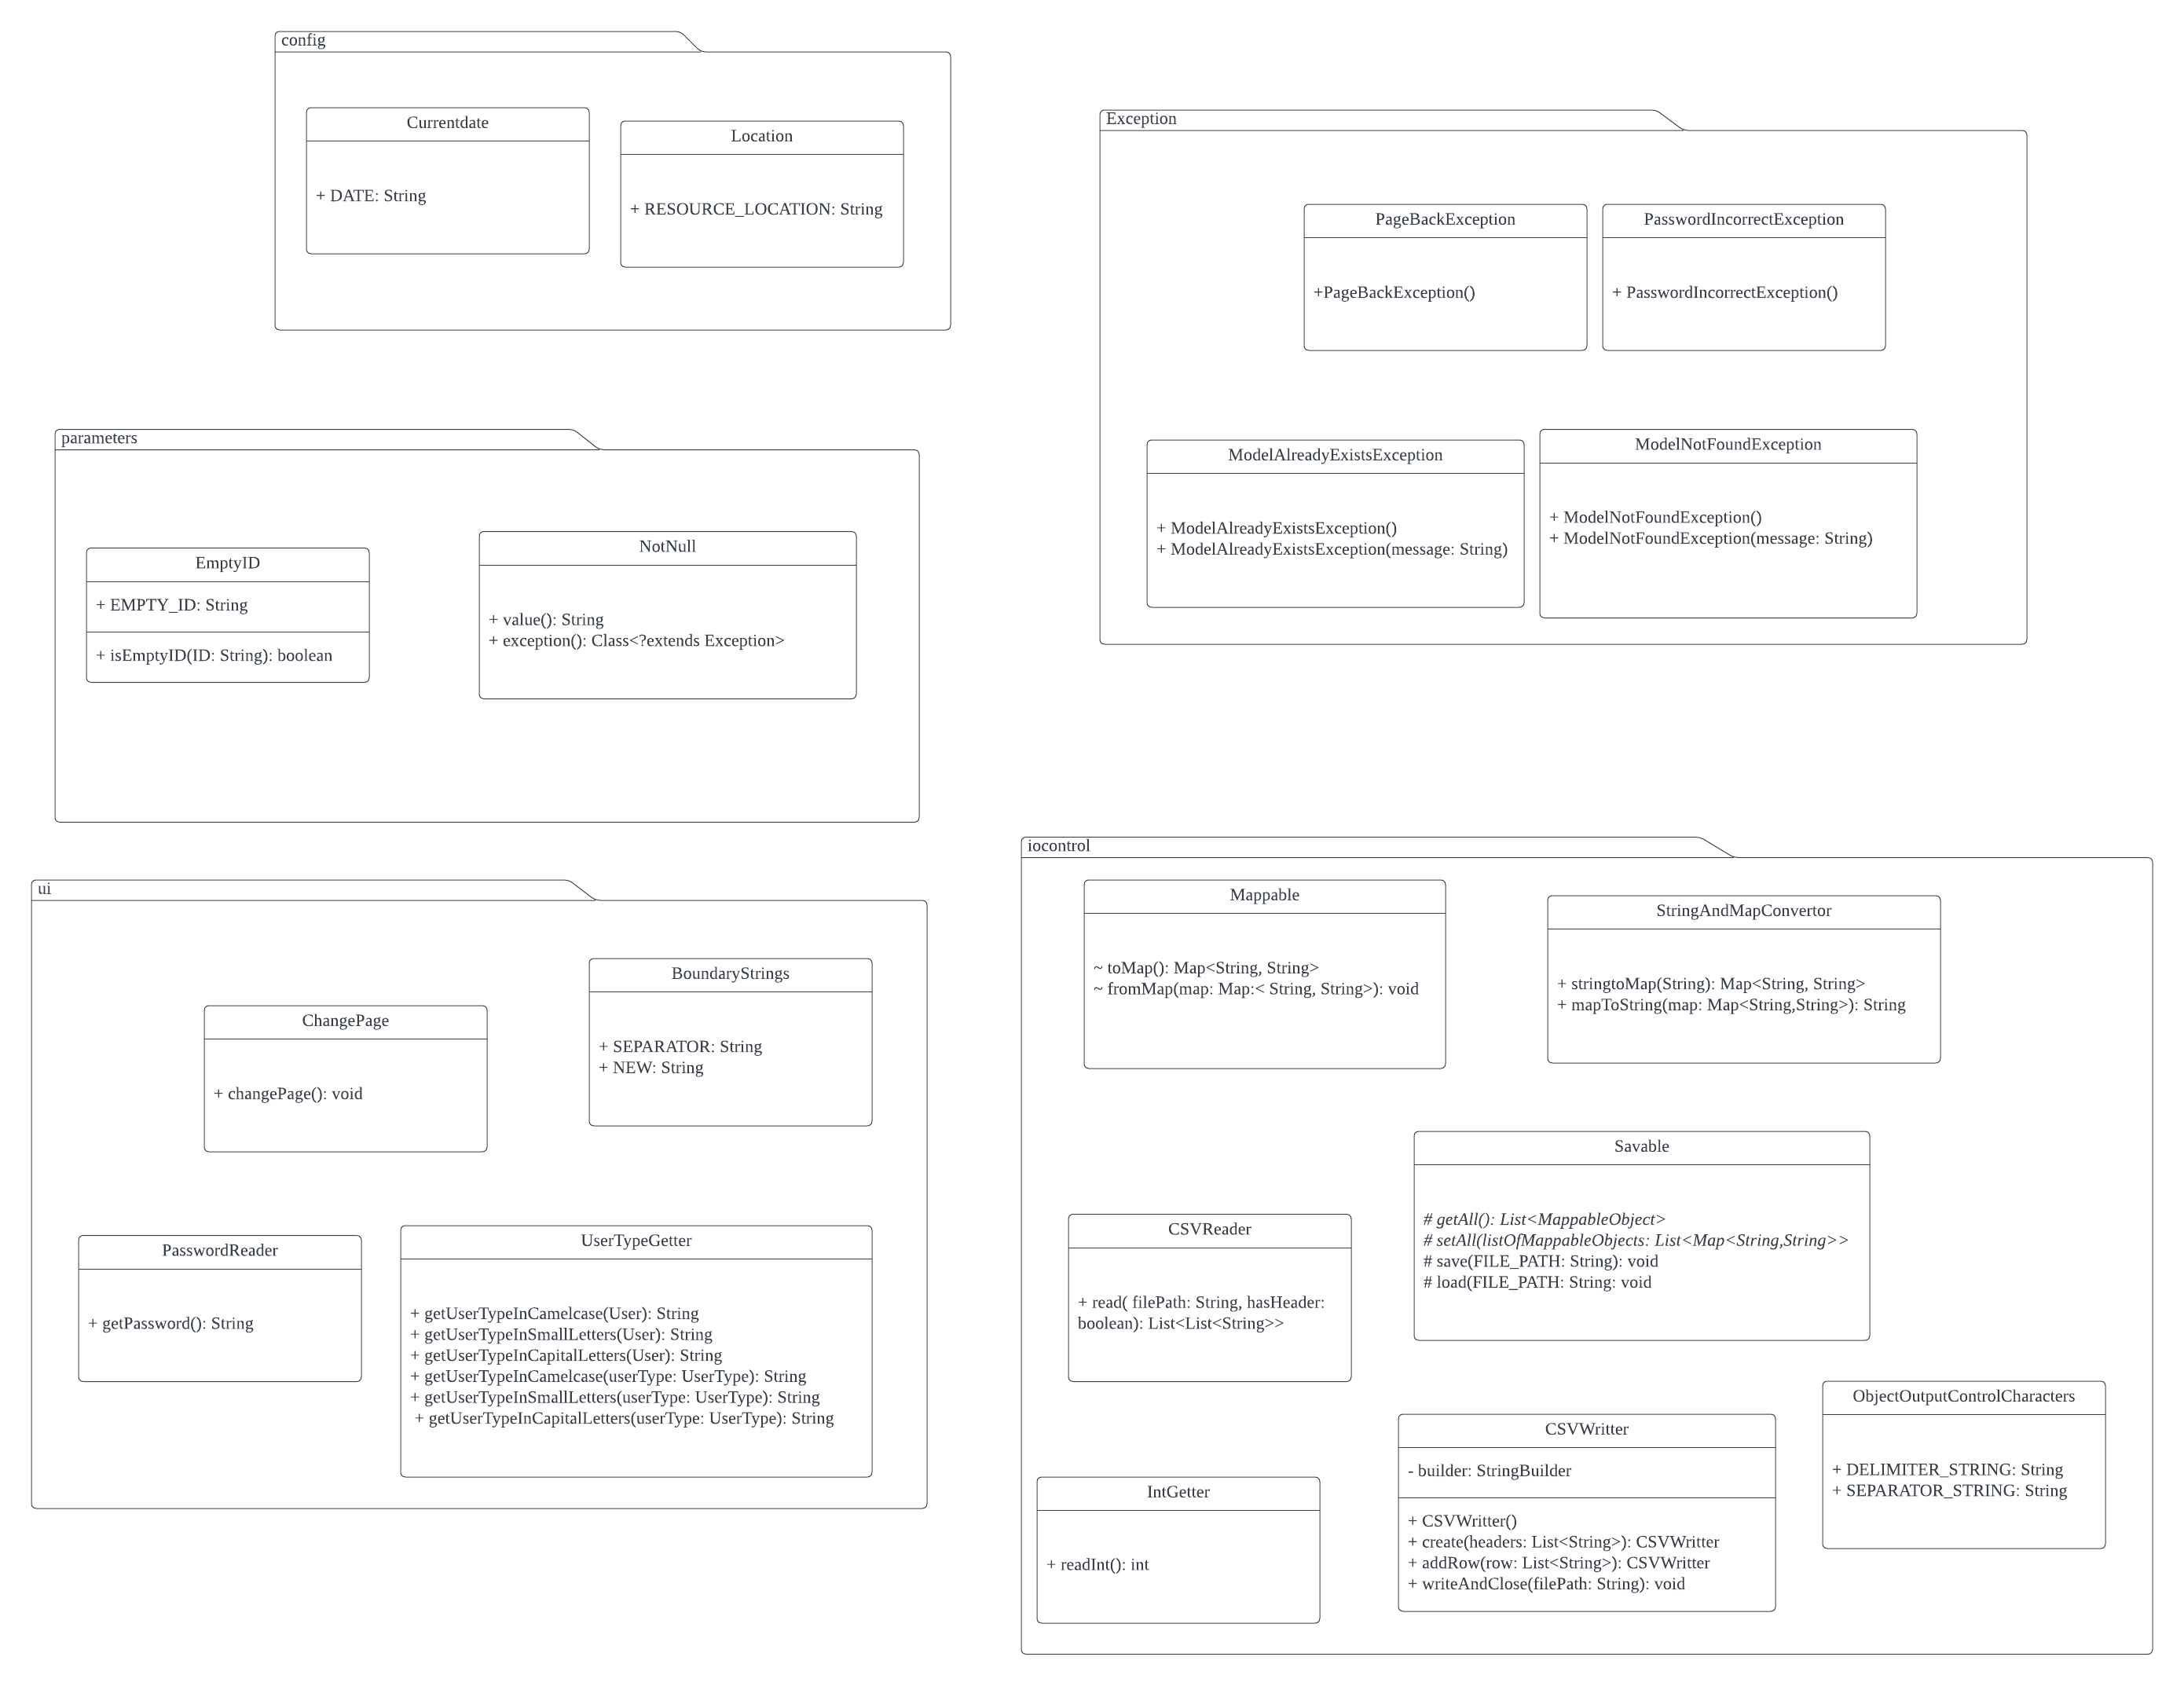 config
Currentdate
+ DATE: String
Location
+ RESOURCE_LOCATION: String
Exception
PageBackException
+PageBackException()
PasswordIncorrectException
+ PasswordIncorrectException()
ModelAlreadyExistsException
+ ModelAlreadyExistsException()
+ ModelAlreadyExistsException(message: String)
ModelNotFoundException
+ ModelNotFoundException()
+ ModelNotFoundException(message: String)
parameters
EmptyID
+ EMPTY_ID: String
+ isEmptyID(ID: String): boolean
NotNull
+ value(): String
+ exception(): Class<?extends Exception>
ui
ChangePage
+ changePage(): void
BoundaryStrings
+ SEPARATOR: String
+ NEW: String
PasswordReader
+ getPassword(): String
UserTypeGetter
+ getUserTypeInCamelcase(User): String
+ getUserTypeInSmallLetters(User): String
+ getUserTypeInCapitalLetters(User): String
+ getUserTypeInCamelcase(userType: UserType): String
+ getUserTypeInSmallLetters(userType: UserType): String
+ getUserTypeInCapitalLetters(userType: UserType): String
iocontrol
Mappable
~ toMap(): Map<String, String>
~ fromMap(map: Map:< String, String>): void
StringAndMapConvertor
+ stringtoMap(String): Map<String, String>
+ mapToString(map: Map<String,String>): String
Savable
# getAll(): List<MappableObject>
# setAll(listOfMappableObjects: List<Map<String,String>>
# save(FILE_PATH: String): void
# load(FILE_PATH: String: void
CSVReader
+ read( filePath: String, hasHeader:
boolean): List<List<String>>
ObjectOutputControlCharacters
+ DELIMITER_STRING: String
+ SEPARATOR_STRING: String
CSVWritter
- builder: StringBuilder
+ CSVWritter()
+ create(headers: List<String>): CSVWritter
+ addRow(row: List<String>): CSVWritter
+ writeAndClose(filePath: String): void
IntGetter
+ readInt(): int